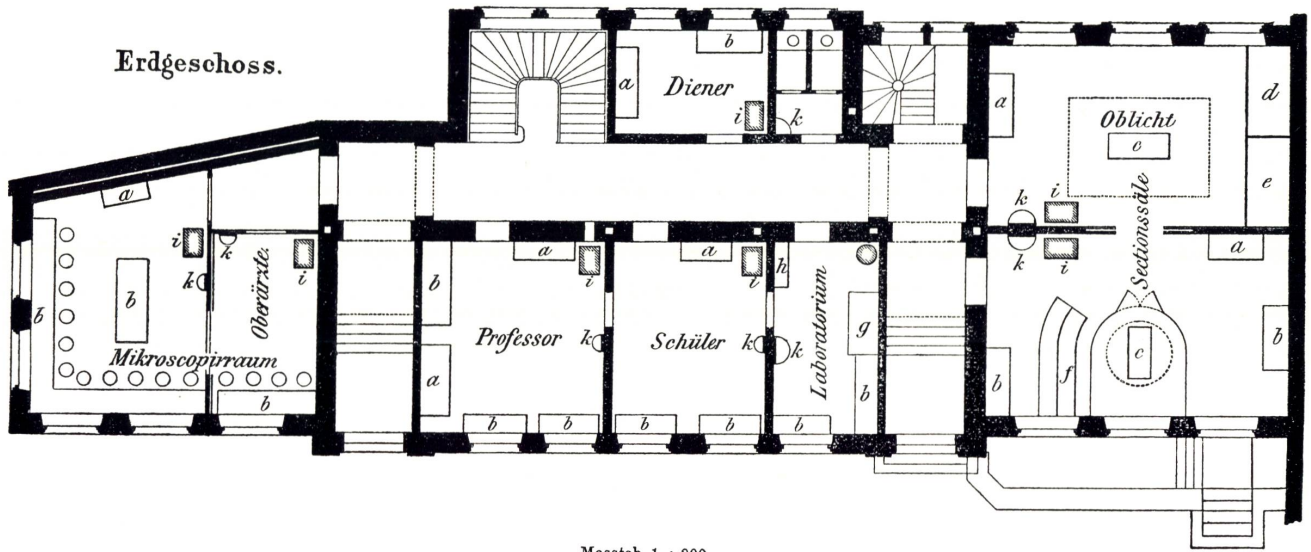 Erdgeschoss.
b
a
Diener
i
k
a
Oblicht
c
d
e
k
i
k
i
Sectionssäle
a
b
b
f
c
a
i
k
b
b
Mikroscopirraum
k
i
Oberärzte.
b
b
a
i
Professor
k
a
b
b
a
i
Schüler
k
b
b
h
Laboratorium
k
g
b
b